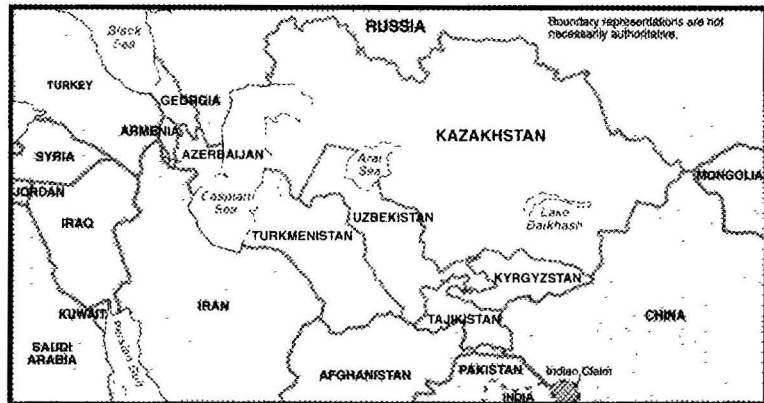 Boundary representations are not
necessarily authoritative.
RUSSIA
Black
Sea
TURKEY
GEORGIA
ARMENIA
AZERBAIJAN
KAZAKHSTAN
SYRIA
Aral
Sea
MONGOLIA
JORDAN
Caspian
Sea
IRAQ
UZBEKISTAN
Lake
Balkhash
TURKMENISTAN
KYRGYZSTAN
IRAN
KUWAIT
TAJIKISTAN
CHINA
SAUDI
ARABIA
Persian Gulf
AFGHANISTAN
PAKISTAN
Indian Claim
INDIA